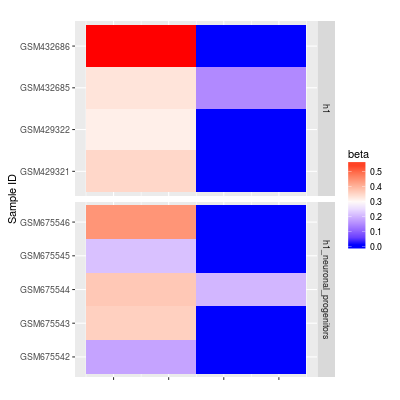 Sample ID
GSM432686
GSM432685
GSM429322
GSM429321
h1
GSM675546
GSM675545
GSM675544
GSM675543
GSM675542
h1_neuronal_progenitors
beta
0.5
0.4
0.3
0.2
0.1
0.0